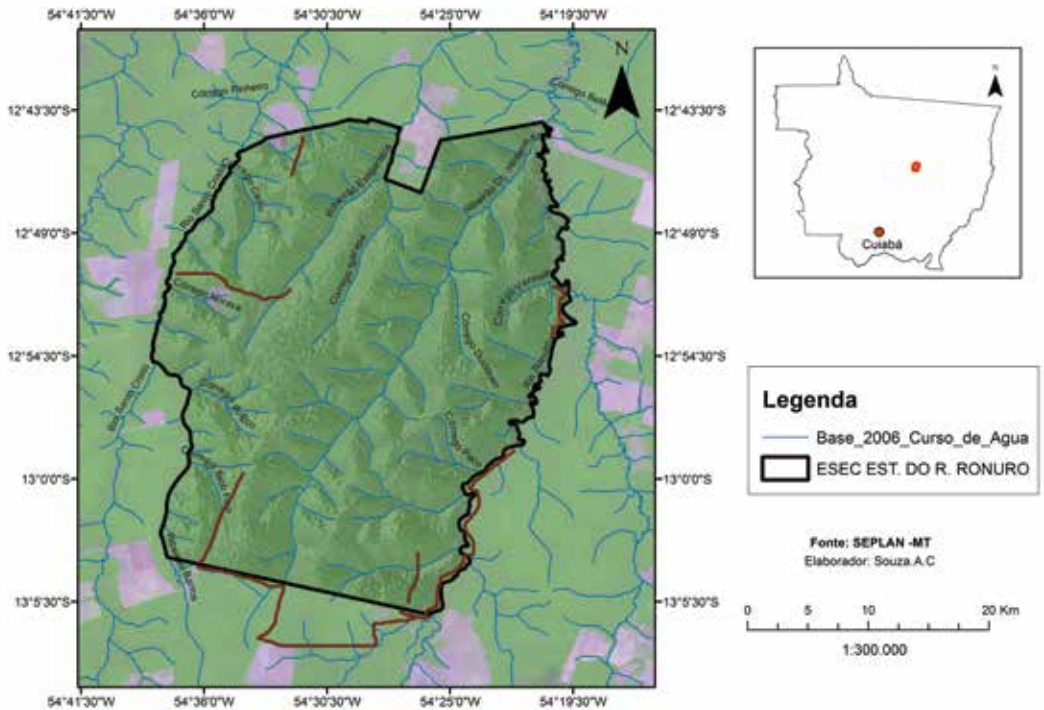 54°41'30"W 54°36'0"W 54°30'30"W 54°25'0"W 54°19'30"W
N
Córrego Pinheiro
12°43'30"S 12°43'30"S
12°49'0"S 12°49'0"S
12°54'30"S 12°54'30"S
Rio Santo Cristo
13°0'0"S 13°0'0"S
13°5'30"S 13°5'30"S
54°41'30"W 54°36'0"W 54°30'30"W 54°25'0"W 54°19'30"W
N
Cuiabá
Legenda
Base_2006_Curso_de_Agua
ESEC EST. DO R. RONURO
Fonte: SEPLAN -MT
Elaborador: Souza.A.C
0 5 10 20 Km
1:300.000